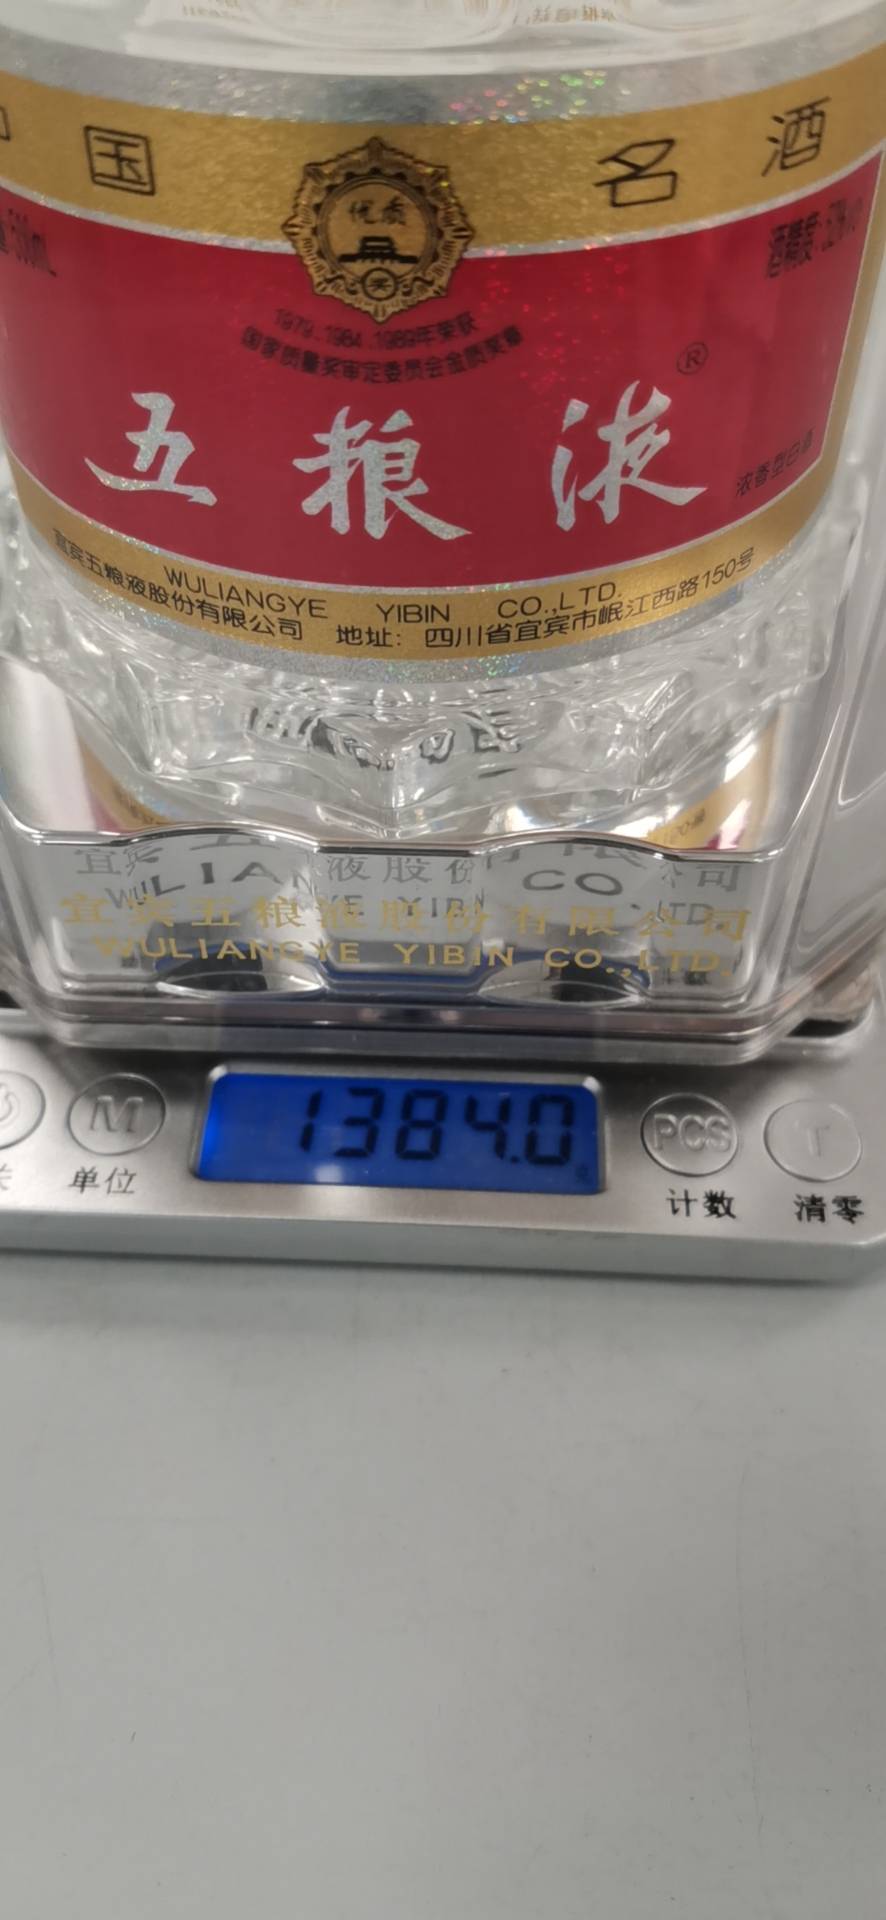 国 名 酒
优质
奖
1979.1984.1989年荣获
国家质量奖审定委员会金质奖章
五粮液®
浓香型白酒
WULIANGYE YIBIN CO.,LTD.
宜宾五粮液股份有限公司 地址：四川省宜宾市岷江西路150号
宜宾五粮液股份有限公司
WULIANGYE YIBIN CO.,LTD.
1384.0
M
PCS
T
单位
计数
清零